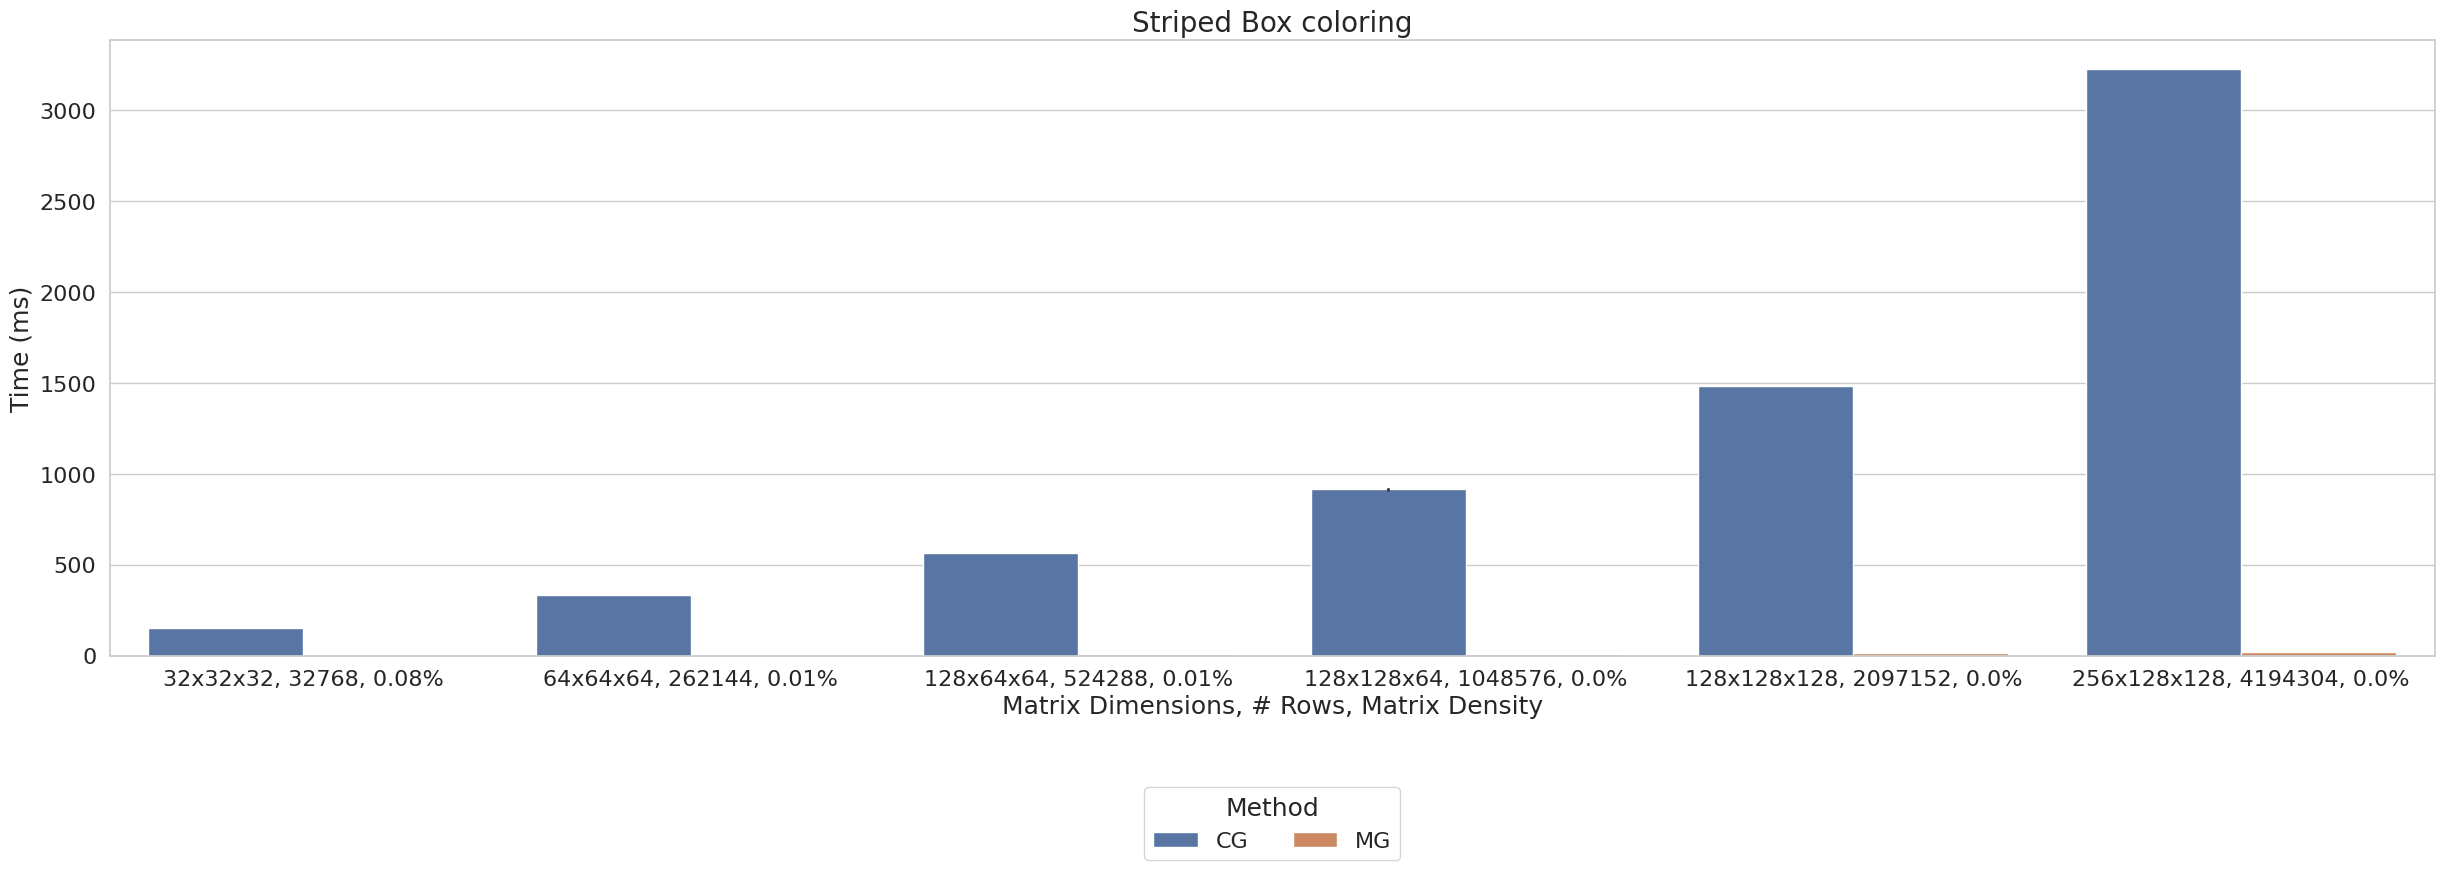 Striped Box coloring
Time (ms)
3000
2500
2000
1500
1000
500
0
32x32x32, 32768, 0.08%
64x64x64, 262144, 0.01%
128x64x64, 524288, 0.01%
128x128x64, 1048576, 0.0%
128x128x128, 2097152, 0.0%
256x128x128, 4194304, 0.0%
Matrix Dimensions, # Rows, Matrix Density
Method
CG
MG